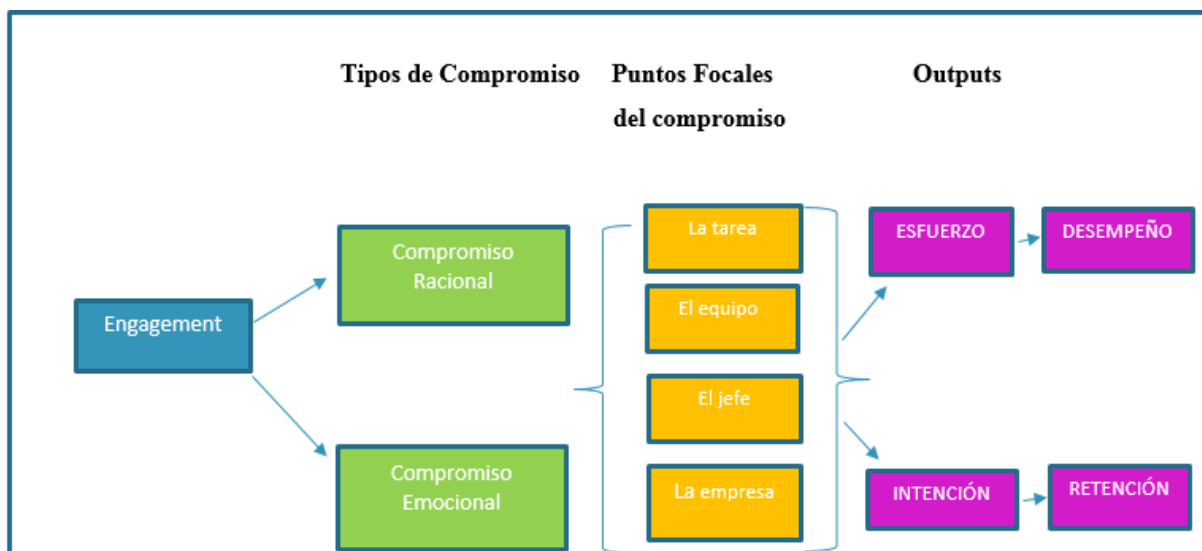 Tipos de Compromiso
Puntos Focales
del compromiso
Outputs
Engagement
Compromiso
Racional
Compromiso
Emocional
La tarea
El equipo
El jefe
La empresa
ESFUERZO
DESEMPEÑO
INTENCIÓN
RETENCIÓN